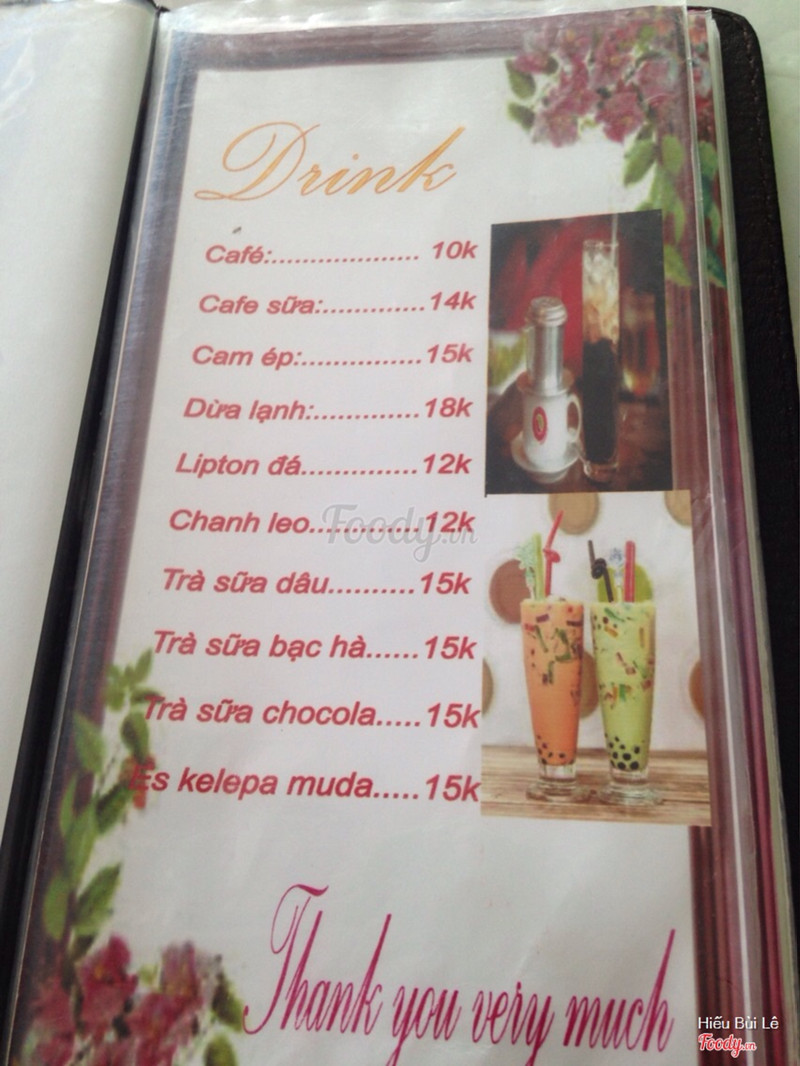 Drink
Café:................... 10k
Cafe sữa:.............14k
Cam ép:...............15k
Dừa lạnh:.............18k
Lipton đá..............12k
Chanh leo.............12k
Trà sữa dâu..........15k
Trà sữa bạc hà......15k
Trà sữa chocola.....15k
Es kelepa muda.....15k
Thank you very much
Foody.vn
Hiếu Bùi Lê
Foody.vn